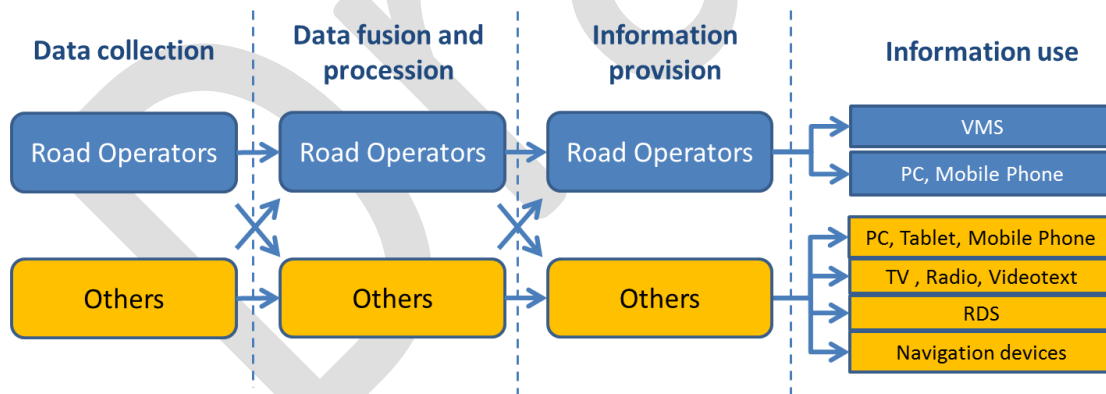 Data collection
Data fusion and
procession
Information
provision
Information use
Road Operators
Road Operators
Road Operators
VMS
PC, Mobile Phone
Others
Others
Others
PC, Tablet, Mobile Phone
TV , Radio, Videotext
RDS
Navigation devices